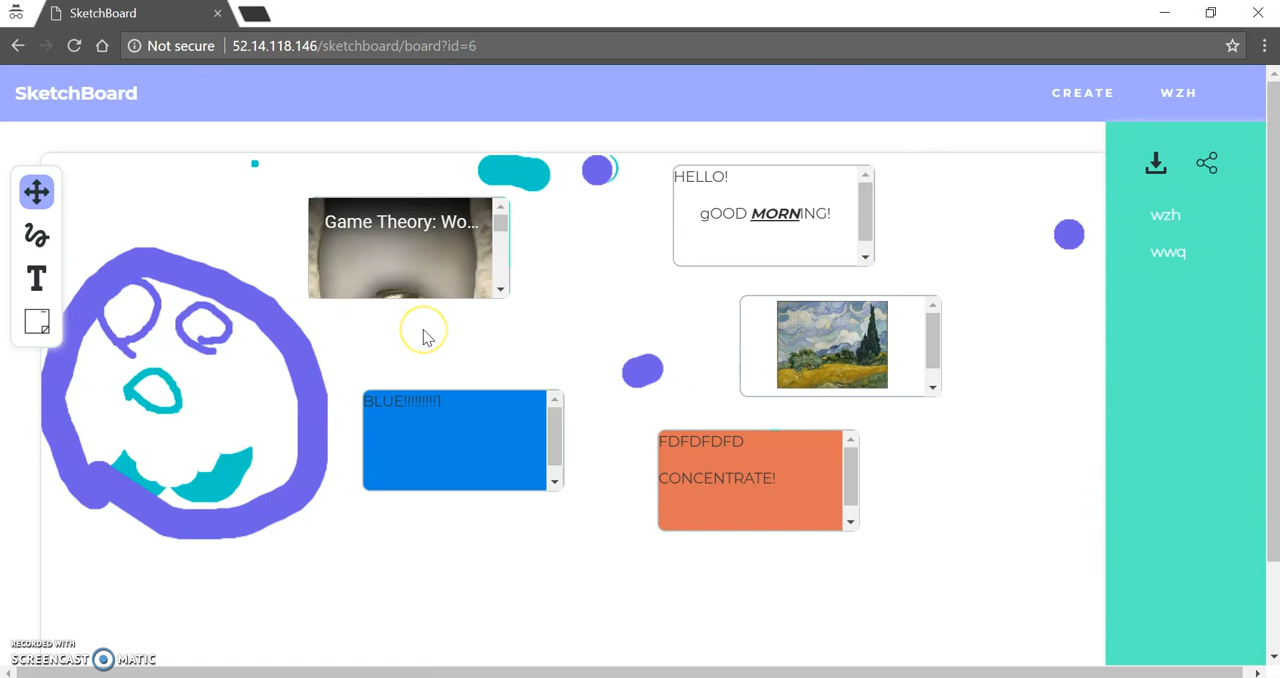 SketchBoard
Not secure
52.14.118.146/sketchboard/board?id=6
SketchBoard
CREATE
WZH
wzh
wwq
HELLO!
gOOD MORNING!
Game Theory: Wo...
T
BLUE!!!!!!!!!1
FDFDFDFD
CONCENTRATE!
RECORDED WITH
SCREENCAST MATIC